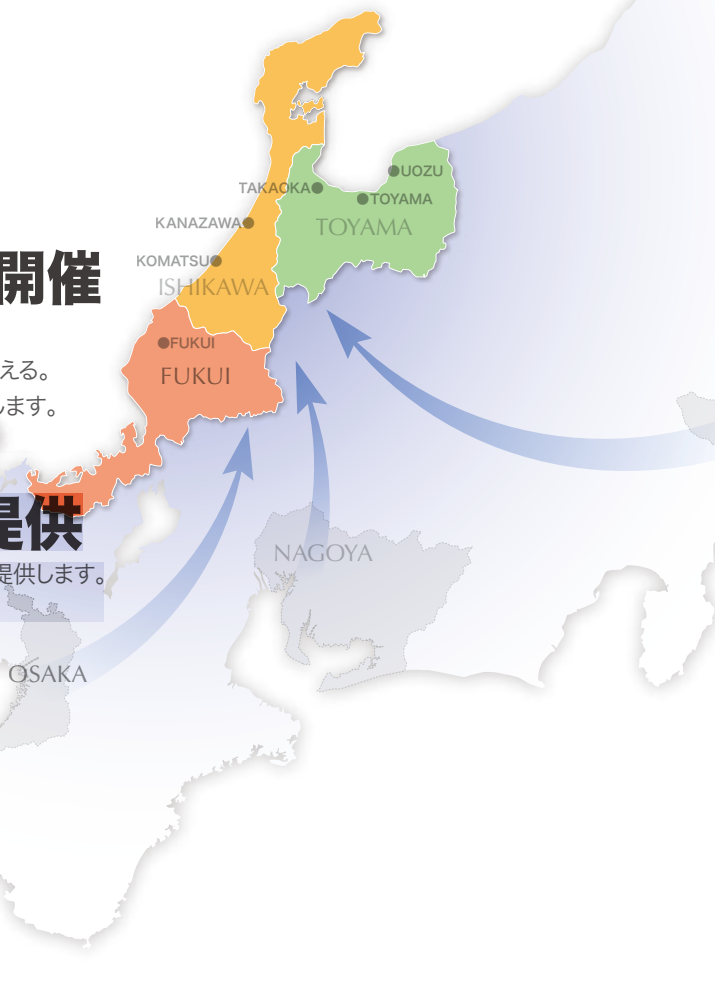 UOZU
TAKAOKA
TOYAMA
KANAZAWA
TOYAMA
KOMATSU
開催
ISHIKAWA
FUKUI
える。
FUKUI
します。
提供
NAGOYA
提供します。
OSAKA